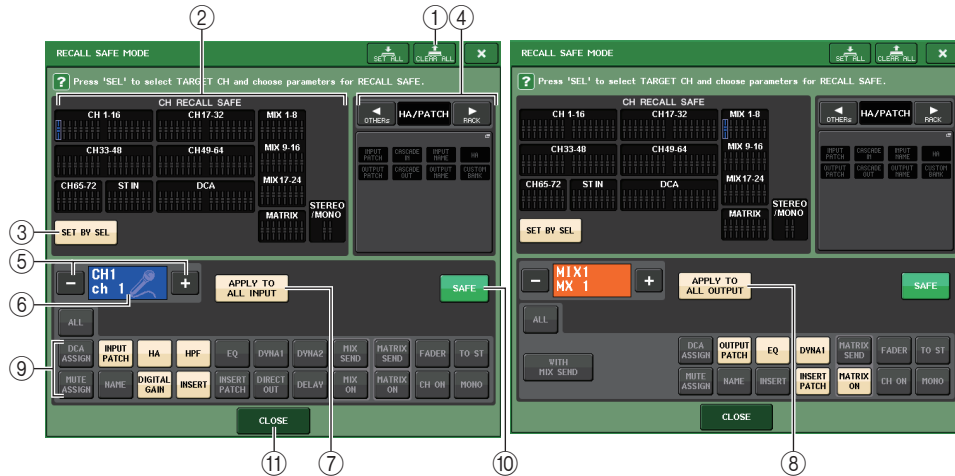 ② ① ④
RECALL SAFE MODE
SET ALL
CLEAR ALL
×
? Press 'SEL' to select TARGET CH and choose parameters for RECALL SAFE.
CH RECALL SAFE
CH 1-16
CH17-32
MIX 1-8
CH33-48
CH49-64
MIX 9-16
CH65-72
ST IN
DCA
MIX17-24
MATRIX
STEREO
/MONO
OTHERs
HA/PATCH
RACK
INPUT PATCH
CASCADE IN
INPUT NAME
HA
OUTPUT PATCH
CASCADE OUT
OUTPUT NAME
CUSTOM BANK
③
SET BY SEL
⑤
−
CH1
ch 1
+
⑥
APPLY TO
ALL INPUT
SAFE
ALL
⑨
DCA ASSIGN
INPUT PATCH
HA
HPF
EQ
DYNA1
DYNA2
MIX SEND
MATRIX SEND
FADER
TO ST
MUTE ASSIGN
NAME
DIGITAL GAIN
INSERT
INSERT PATCH
DIRECT OUT
DELAY
MIX ON
MATRIX ON
CH ON
MONO
CLOSE
⑪ ⑦ ⑩
RECALL SAFE MODE
SET ALL
CLEAR ALL
×
? Press 'SEL' to select TARGET CH and choose parameters for RECALL SAFE.
CH RECALL SAFE
CH 1-16
CH17-32
MIX 1-8
CH33-48
CH49-64
MIX 9-16
CH65-72
ST IN
DCA
MIX17-24
MATRIX
STEREO
/MONO
OTHERs
HA/PATCH
RACK
INPUT PATCH
CASCADE IN
INPUT NAME
HA
OUTPUT PATCH
CASCADE OUT
OUTPUT NAME
CUSTOM BANK
SET BY SEL
−
MIX1
MX 1
+
APPLY TO
ALL OUTPUT
SAFE
ALL
WITH
MIX SEND
DCA ASSIGN
OUTPUT PATCH
EQ
DYNA1
MATRIX SEND
FADER
TO ST
MUTE ASSIGN
NAME
INSERT
INSERT PATCH
MATRIX ON
CH ON
MONO
CLOSE
⑧